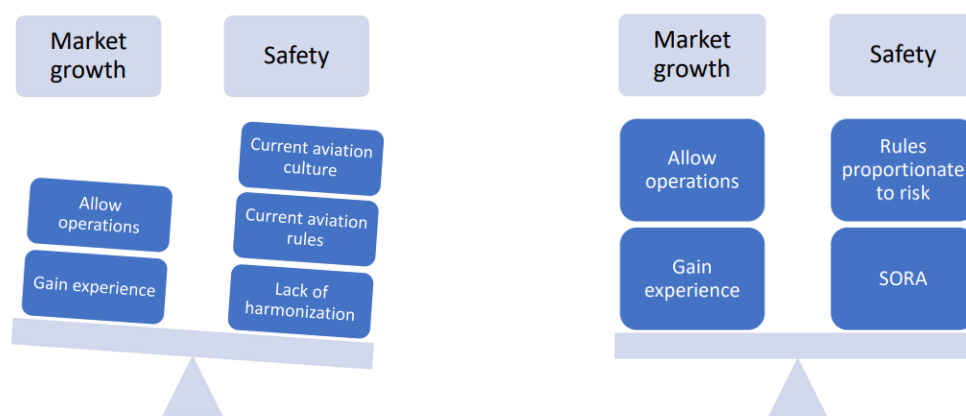 Market
growth
Safety
Current aviation
culture
Allow
operations
Current aviation
rules
Gain experience
Lack of
harmonization
Market
growth
Safety
Allow
operations
Rules
proportionate
to risk
Gain
experience
SORA